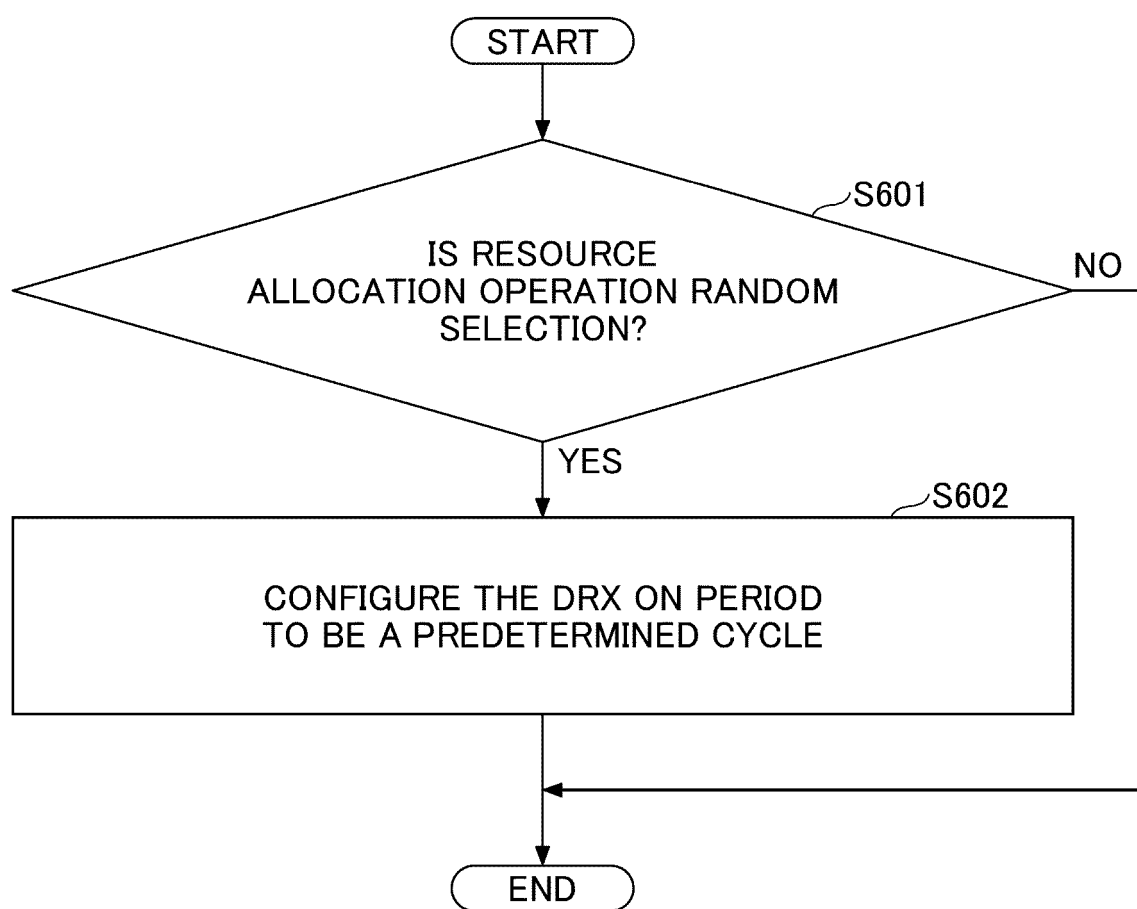 START
S601
IS RESOURCE
ALLOCATION OPERATION RANDOM
SELECTION?
NO
YES
S602
CONFIGURE THE DRX ON PERIOD
TO BE A PREDETERMINED CYCLE
END